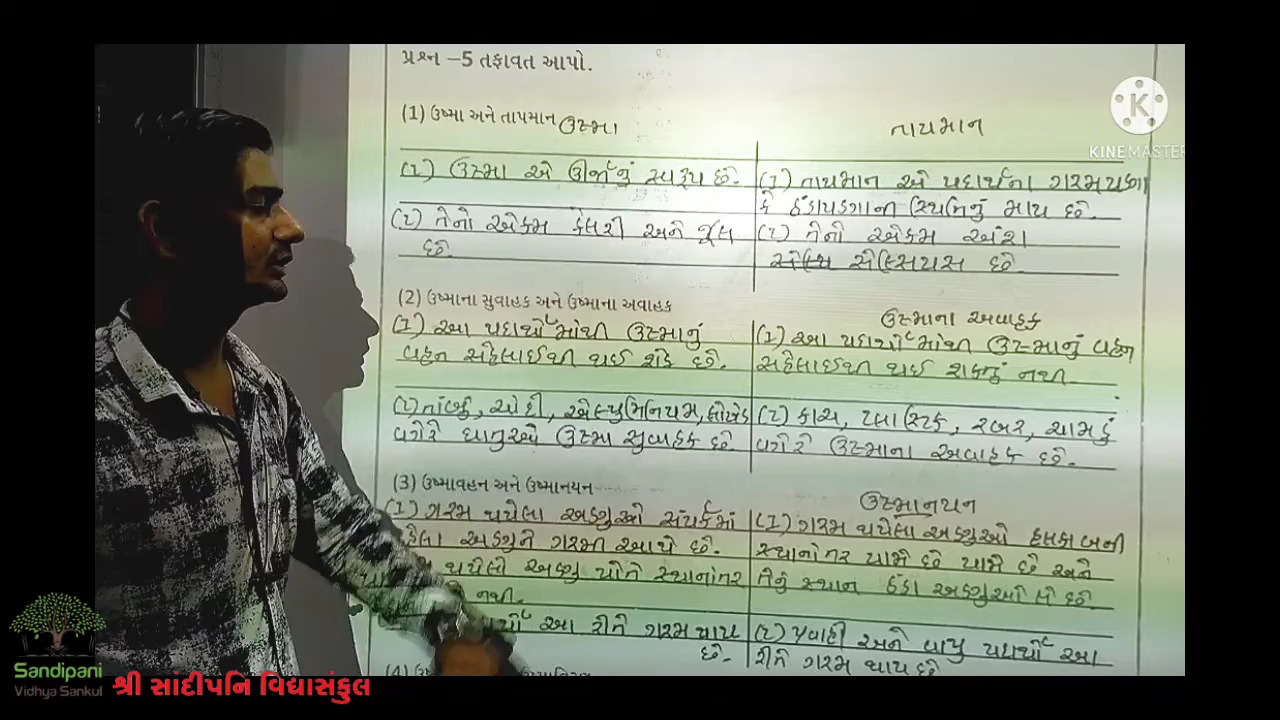 પ્રશ્ન –5 તફાવત આપો.
(1) ઉષ્મા અને તાપમાન
ઉષ્મા
તાપમાન
(1) ઉષ્મા એ ઊર્જાનું સ્વરૂપ છે.
(1) તાપમાન એ પદાર્થના ગરમપણા
કે ઠંડાપણાની સ્થિતિનું માપ છે.
(2) તેનો એકમ કેલરી અને જૂલ
છે.
(2) તેનો એકમ અંશ
સેલ્સિયસ છે.
(2) ઉષ્માના સુવાહક અને ઉષ્માના અવાહક
ઉષ્માના અવાહક
(1) આ પદાર્થોમાંથી ઉષ્માનું
વહન સહેલાઈથી થઈ શકે છે.
(1) આ પદાર્થોમાંથી ઉષ્માનું વહન
સહેલાઈથી થઈ શકતું નથી
(2) તાંબુ, ચાંદી, એલ્યુમિનિયમ, લોખંડ
વગેરે ધાતુઓ ઉષ્મા સુવાહક છે.
(2) કાચ, પ્લાસ્ટિક, રબર, ચામડું
વગેરે ઉષ્માના અવાહક છે.
(3) ઉષ્માવહન અને ઉષ્માનયન
ઉષ્માનયન
(1) ગરમ થયેલા અણુઓ સંપર્કમાં
અણુને ગરમી આપે છે.
થયેલો અણુ પોતે સ્થાનાંતર
નથી.
(1) ગરમ થયેલા અણુઓ હલકા બની
સ્થાનાંતર પામે છે પામે છે અને
તેનું સ્થાન ઠંડા અણુઓ લે છે.
આ રીતે ગરમ થાય
છે.
(2) પ્રવાહી અને વાયુ પદાર્થો આ
રીતે ગરમ થાય છે
(4)
K
KINEMASTER
Sandipani
Vidhya Sankul
શ્રી સાંદીપનિ વિદ્યાસંકુલ